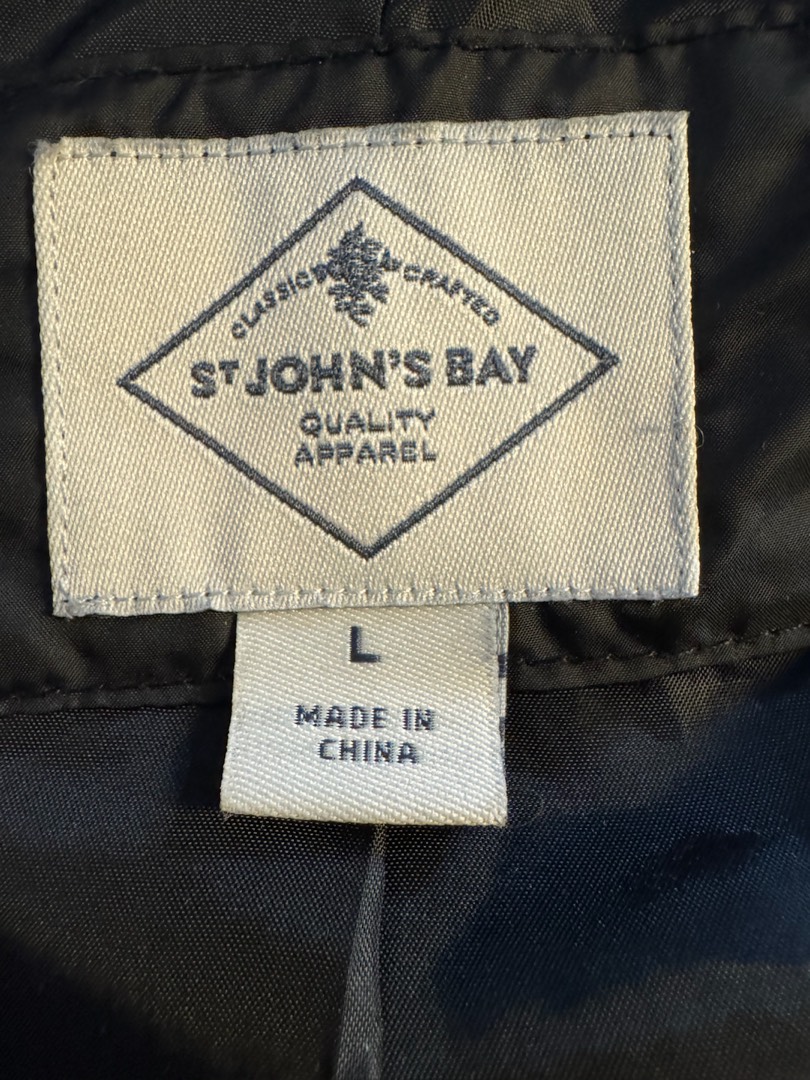 CLASSIC CRAFTED
ST JOHN'S BAY
QUALITY
APPAREL
L
MADE IN
CHINA